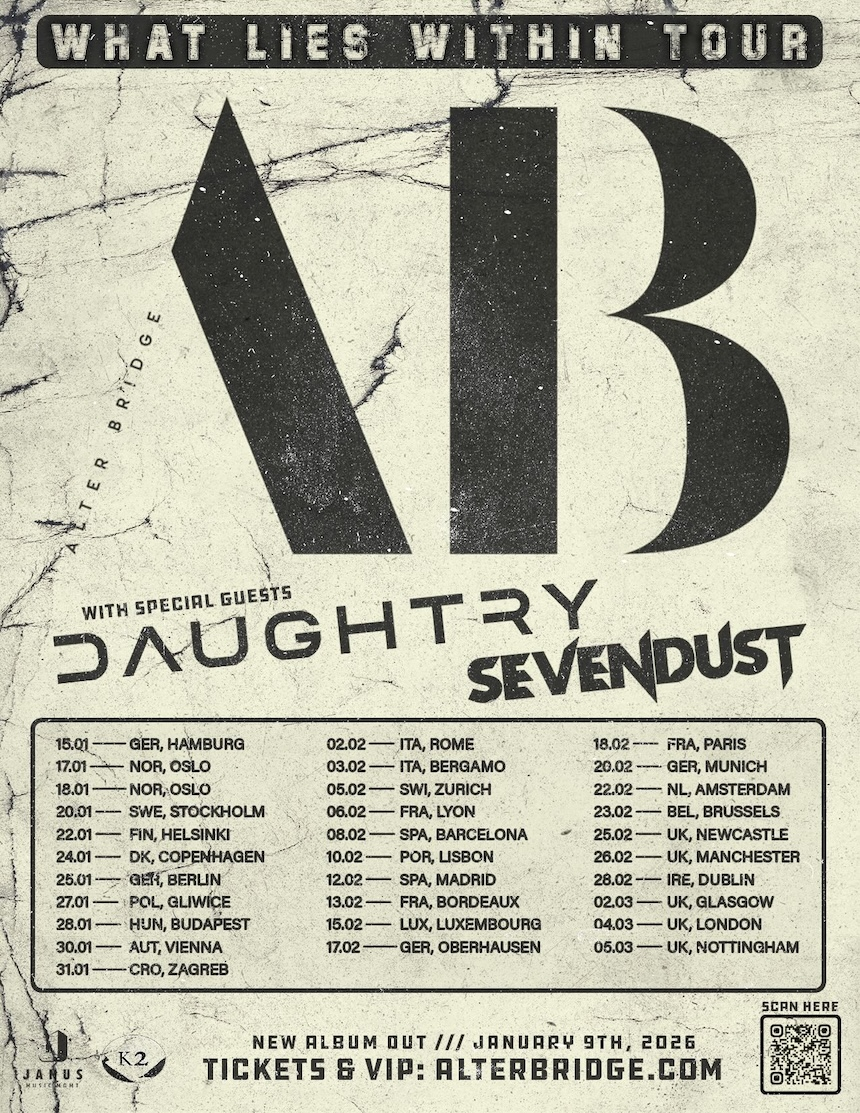 WHAT LIES WITHIN TOUR
AB
ALTER BRIDGE
WITH SPECIAL GUESTS
DAUGHTRY
SEVENDUST
15.01 GER, HAMBURG
17.01 NOR, OSLO
18.01 NOR, OSLO
20.01 SWE, STOCKHOLM
22.01 FIN, HELSINKI
24.01 DK, COPENHAGEN
25.01 GER, BERLIN
27.01 POL, GLIWICE
28.01 HUN, BUDAPEST
30.01 AUT, VIENNA
31.01 CRO, ZAGREB
02.02 ITA, ROME
03.02 ITA, BERGAMO
05.02 SWI, ZURICH
06.02 FRA, LYON
08.02 SPA, BARCELONA
10.02 POR, LISBON
12.02 SPA, MADRID
13.02 FRA, BORDEAUX
15.02 LUX, LUXEMBOURG
17.02 GER, OBERHAUSEN
18.02 FRA, PARIS
20.02 GER, MUNICH
22.02 NL, AMSTERDAM
23.02 BEL, BRUSSELS
25.02 UK, NEWCASTLE
26.02 UK, MANCHESTER
28.02 IRE, DUBLIN
02.03 UK, GLASGOW
04.03 UK, LONDON
05.03 UK, NOTTINGHAM
SCAN HERE
JANUS
MUSIC MGMT
K2
NEW ALBUM OUT /// JANUARY 9TH, 2026
TICKETS & VIP: ALTERBRIDGE.COM